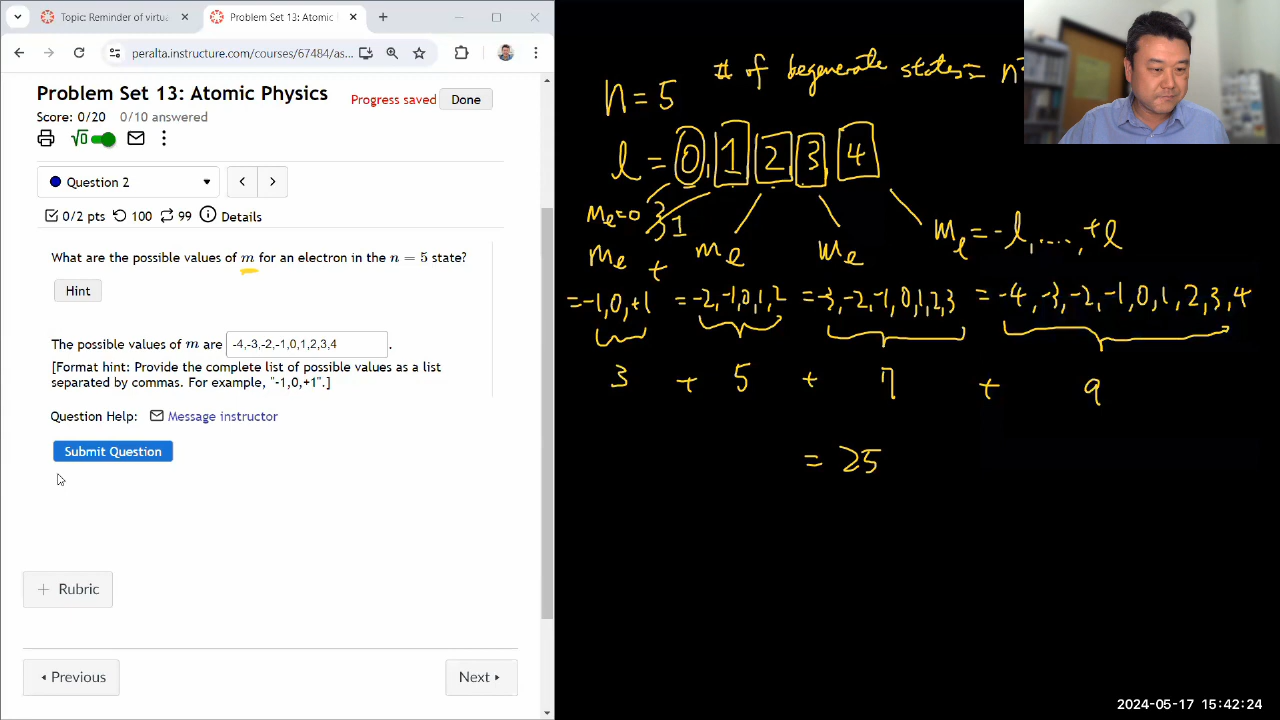 Topic: Reminder of virtu
Problem Set 13: Atomic
peralta.instructure.com/courses/67484/as...
Problem Set 13: Atomic Physics
Progress saved
Done
Score: 0/20 0/10 answered
√0
Question 2
0/2 pts 100 99 Details
What are the possible values of m for an electron in the n = 5 state?
Hint
The possible values of m are -4,-3,-2,-1,0,1,2,3,4 .
[Format hint: Provide the complete list of possible values as a list
separated by commas. For example, "-1,0,+1".]
Question Help: Message instructor
Submit Question
+ Rubric
Previous
Next
# of degenerate states = n
n = 5
l = 0, 1 2 3 4
mₗ=0 } 1
mₗ = -l, ...., +l
mₗ + mₗ mₗ
= -1, 0, +1 = -2, -1, 0, 1, 2 = -3, -2, -1, 0, 1, 2, 3 = -4, -3, -2, -1, 0, 1, 2, 3, 4
3 + 5 + 7 + 9
= 25
2024-05-17 15:42:24